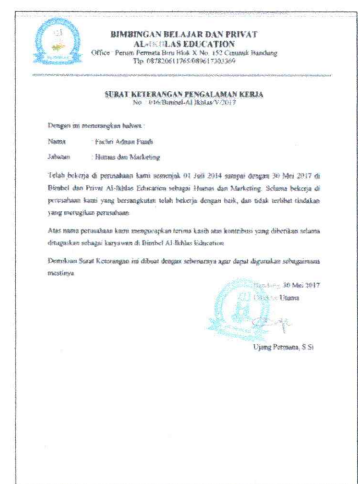 BIMBINGAN BELAJAR DAN PRIVAT
AL-IKHLAS EDUCATION
Office : Perum Permata Biru Blok X No. 152 Cinunuk Bandung
Tlp. 087820611765/089617303369
SURAT KETERANGAN PENGALAMAN KERJA
No : 016/Bimbel-Al Ikhlas/V/2017
Dengan ini menerangkan bahwa :
Nama : Fachri Adnan
Jabatan : Humas dan Marketing
Telah bekerja di perusahaan kami semenjak 01 Juli 2014 sampai dengan 30 Mei 2017 di
Bimbel dan Privat Al-Ikhlas Education sebagai Humas dan Marketing. Selama bekerja di
perusahaan kami yang bersangkutan telah bekerja dengan baik, dan tidak terlibat tindakan
yang merugikan perusahaan.
Atas nama perusahaan kami mengucapkan terima kasih atas kontribusi yang diberikan selama
ditugaskan sebagai karyawan di Bimbel Al-Ikhlas Education.
Demikian Surat Keterangan ini dibuat dengan sebenarnya agar dapat digunakan sebagaimana
mestinya.
Bandung, 30 Mei 2017
Direktur Utama
Ujang Permana, S.Si